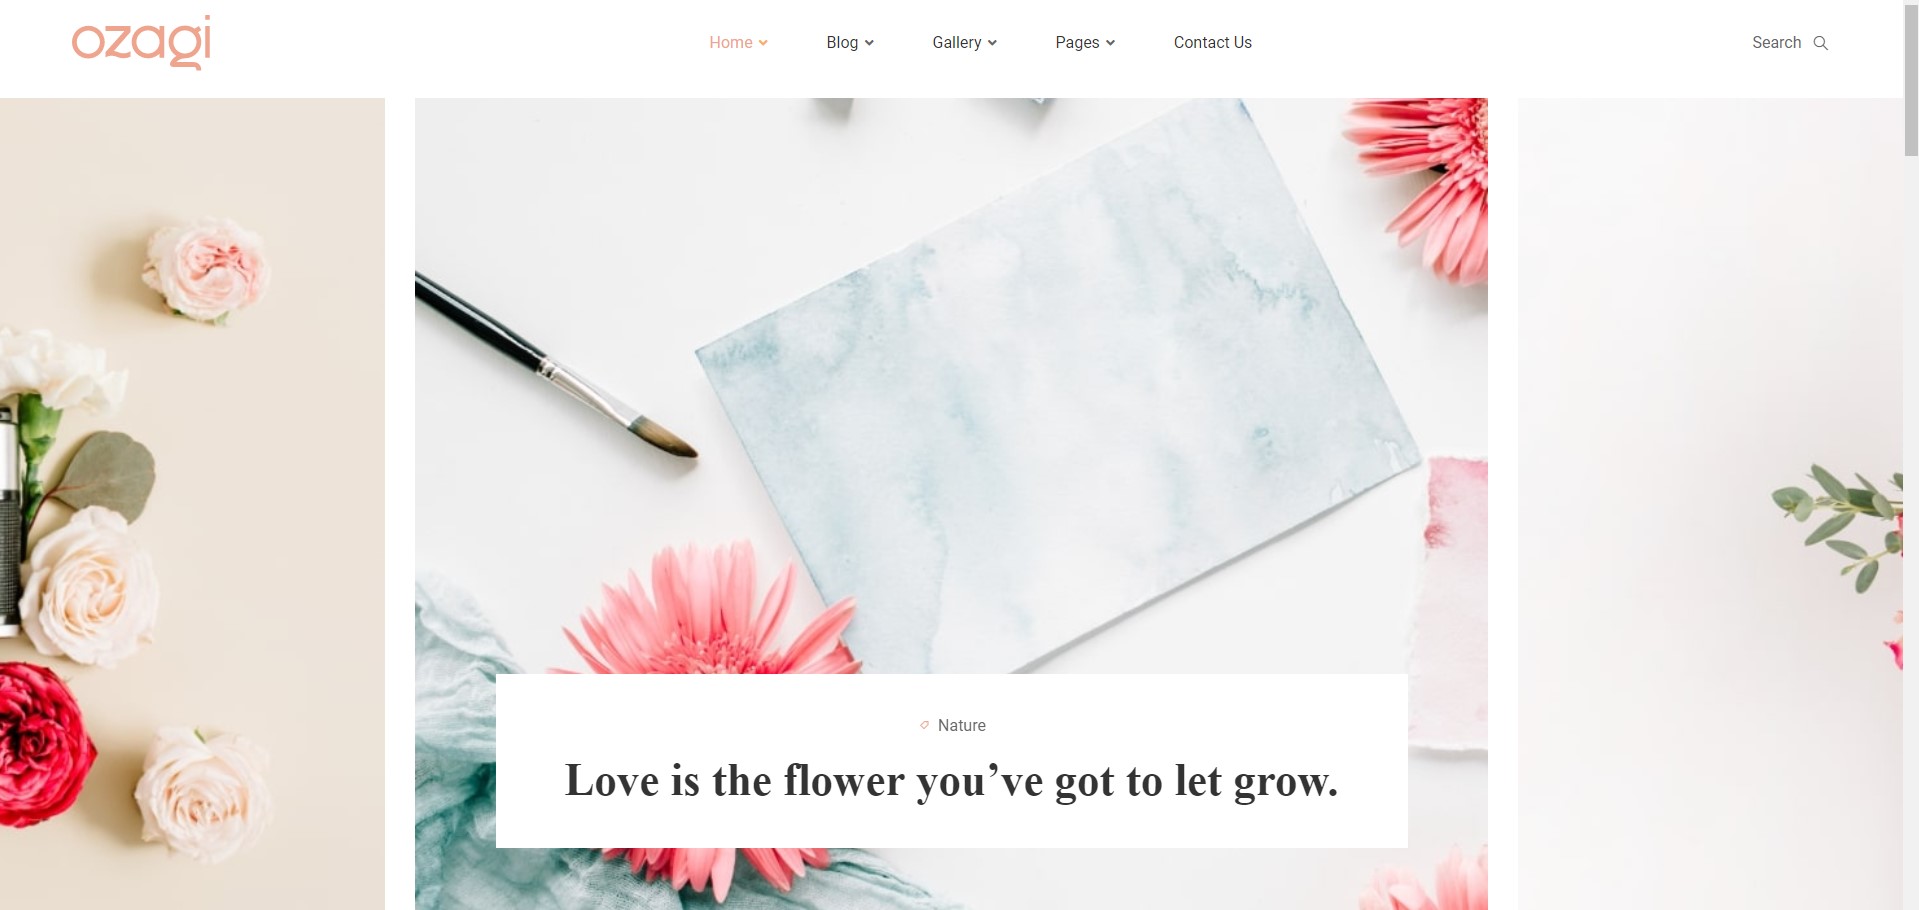 ozagi
Home Blog Gallery Pages Contact Us Search
Nature
Love is the flower you’ve got to let grow.